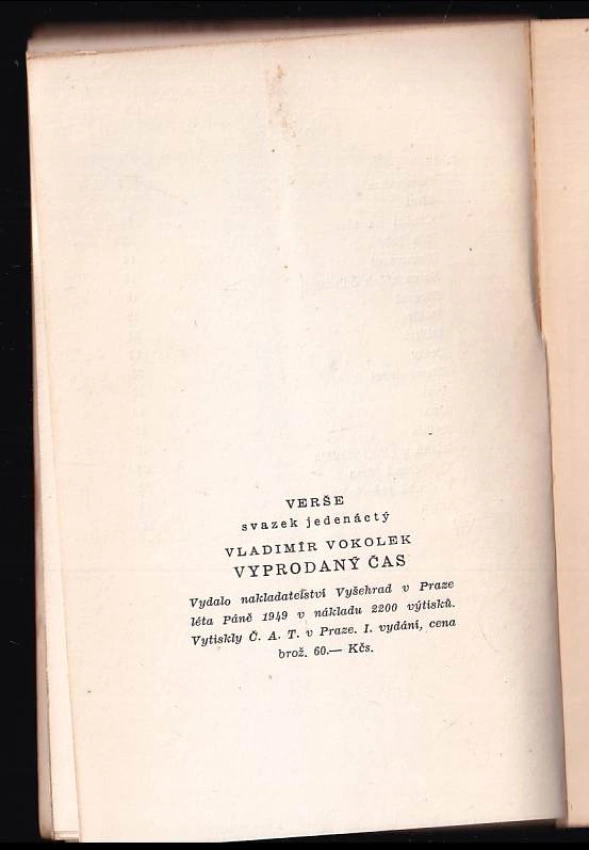 VERŠE
svazek jedenáctý
VLADIMÍR VOKOLEK
VYPRODANÝ ČAS
Vydalo nakladatelství Vyšehrad v Praze
léta Páně 1949 v nákladu 2200 výtisků.
Vytiskly Č. A. T. v Praze. I. vydání, cena
brož. 60.— Kčs.